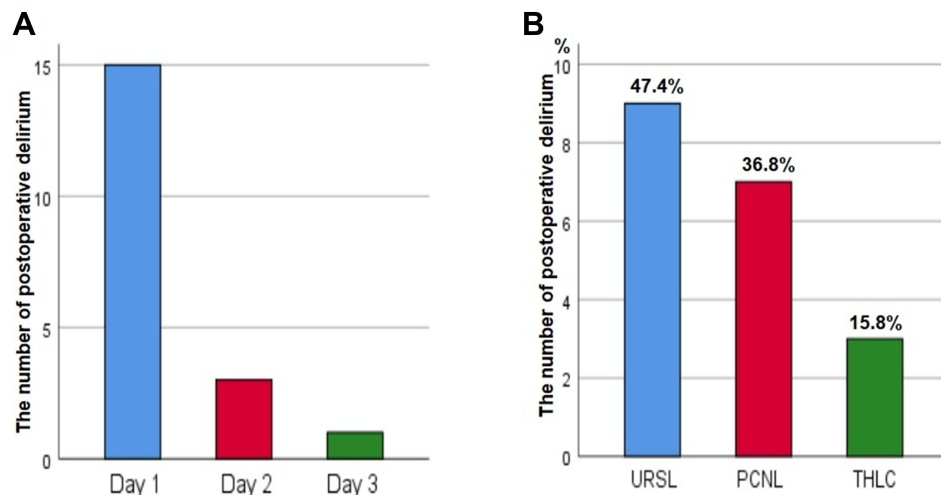 A
The number of postoperative delirium
15
10
5
0
Day 1 Day 2 Day 3
B
%
The number of postoperative delirium
10
8
6
4
2
0
47.4%
36.8%
15.8%
URSL PCNL THLC